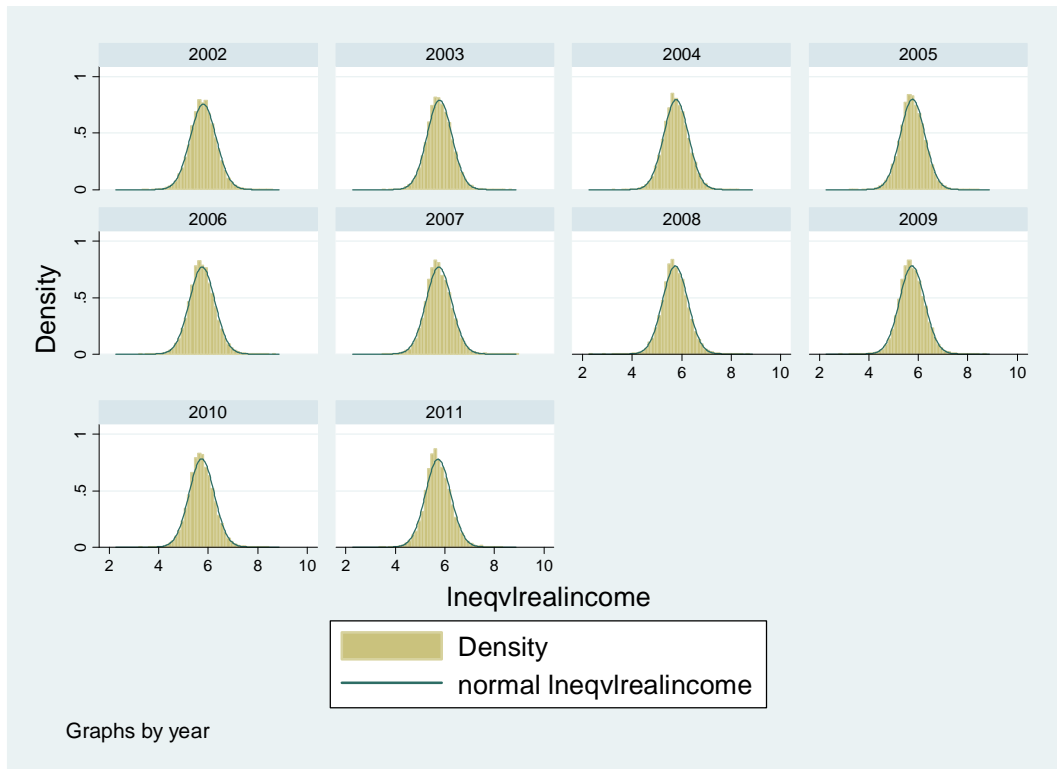 2002 2003 2004 2005
0 .5 1
2006 2007 2008 2009
0 .5 1
2 4 6 8 10 2 4 6 8 10
2010 2011
0 .5 1
2 4 6 8 10 2 4 6 8 10
Density
lneqvlrealincome
Density
normal lneqvlrealincome
Graphs by year